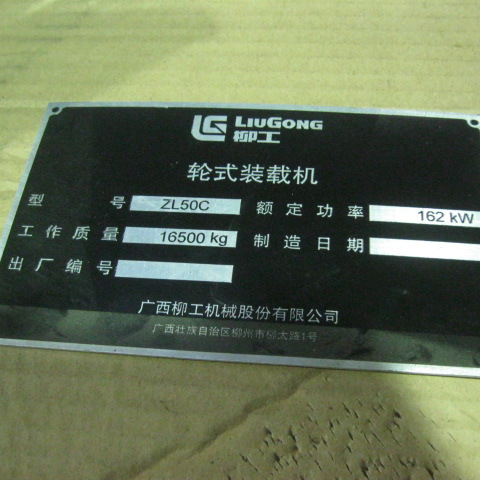 LIUGONG
柳工
轮式装载机
型号 ZL50C 额定功率 162 kW
工作质量 16500 kg 制造日期
出厂编号
广西柳工机械股份有限公司
广西壮族自治区柳州市柳太路1号